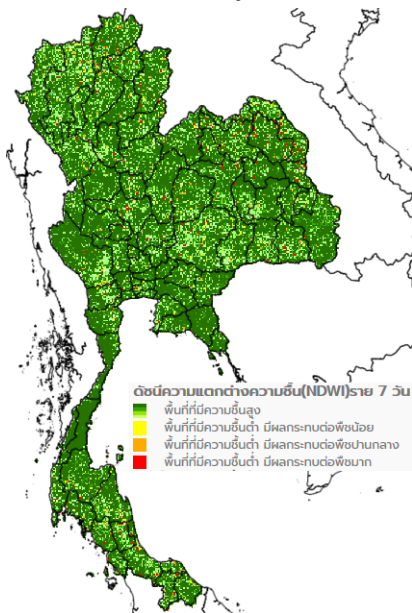 ดัชนีความแตกต่างความชื้น(NDWI)ราย 7 วัน
พื้นที่ที่มีความชื้นสูง
พื้นที่ที่มีความชื้นต่ำ มีผลกระทบต่อพืชน้อย
พื้นที่ที่มีความชื้นต่ำ มีผลกระทบต่อพืชปานกลาง
พื้นที่ที่มีความชื้นต่ำ มีผลกระทบต่อพืชมาก